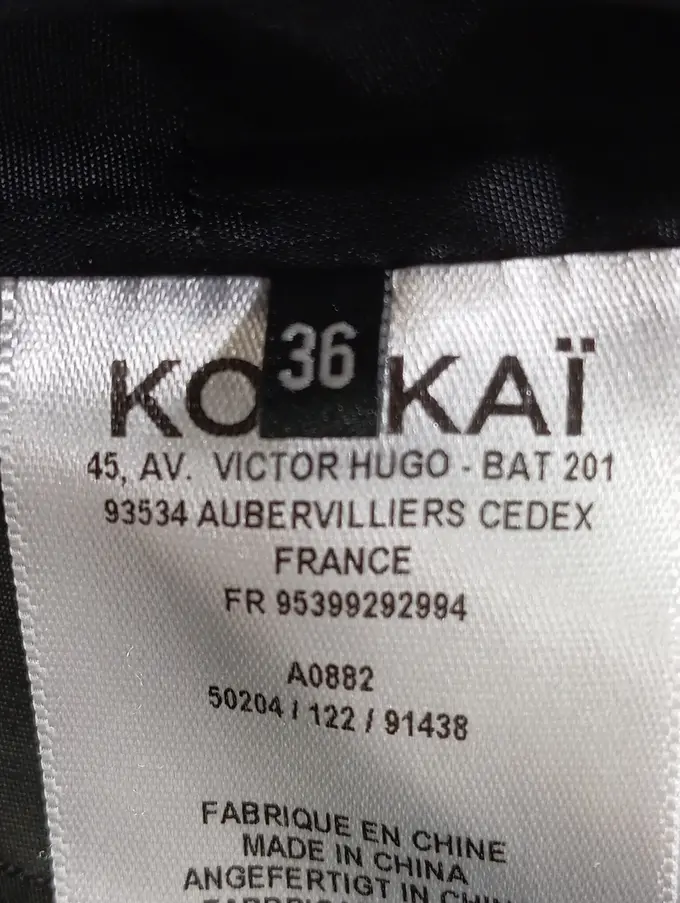 36
KO KAÏ
45, AV. VICTOR HUGO - BAT 201
93534 AUBERVILLIERS CEDEX
FRANCE
FR 95399292994
A0882
50204 / 122 / 91438
FABRIQUE EN CHINE
MADE IN CHINA
ANGEFERTIGT IN